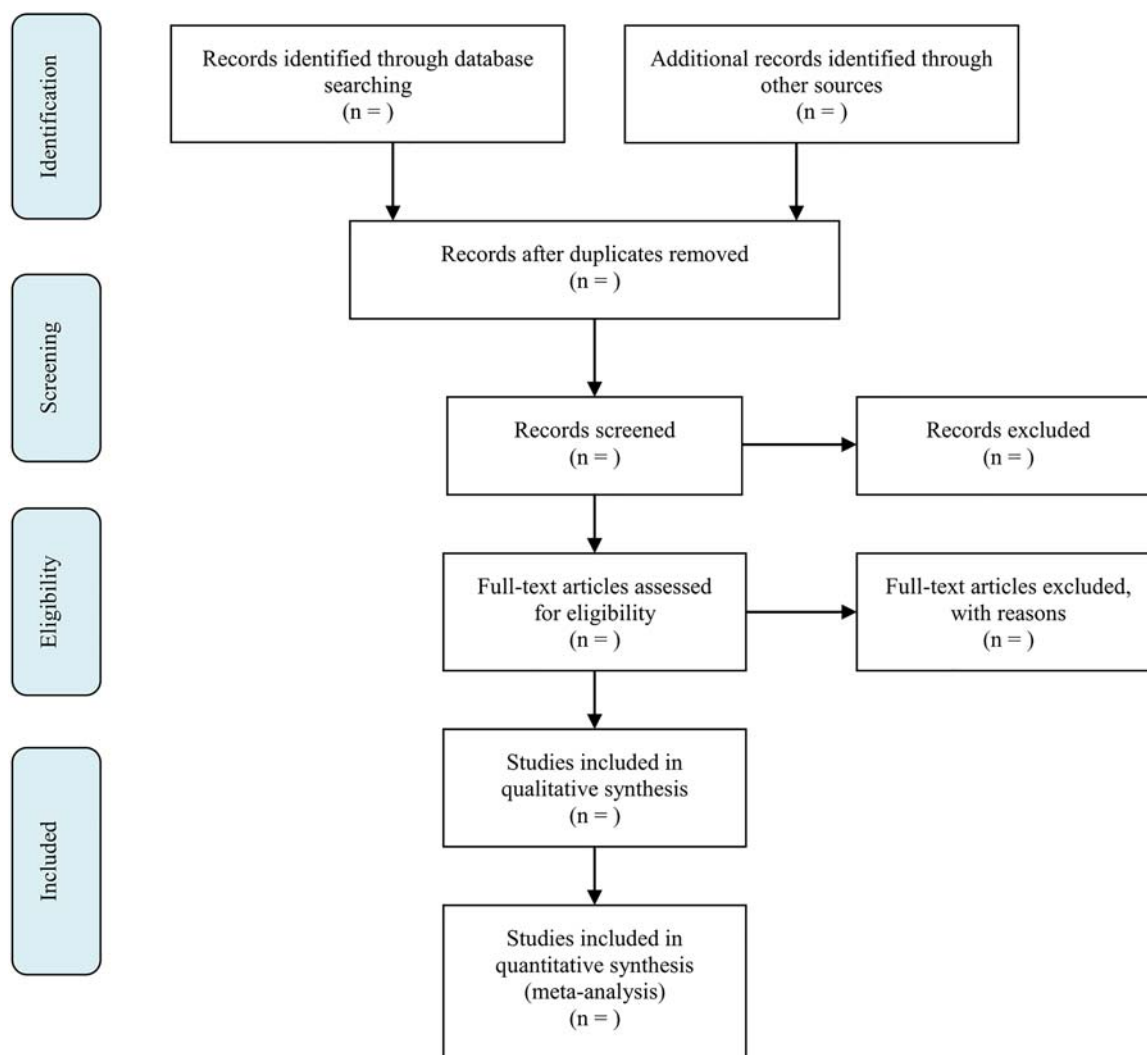 Identification
Records identified through database
searching
(n = )
Additional records identified through
other sources
(n = )
Records after duplicates removed
(n = )
Screening
Records screened
(n = )
Records excluded
(n = )
Eligibility
Full-text articles assessed
for eligibility
(n = )
Full-text articles excluded,
with reasons
(n = )
Included
Studies included in
qualitative synthesis
(n = )
Studies included in
quantitative synthesis
(meta-analysis)
(n = )